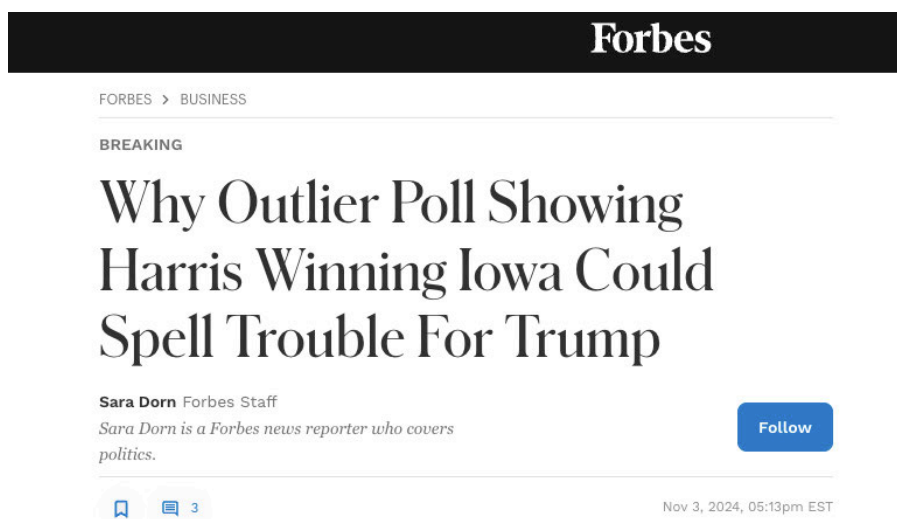 Forbes
FORBES > BUSINESS
BREAKING
Why Outlier Poll Showing
Harris Winning Iowa Could
Spell Trouble For Trump
Sara Dorn Forbes Staff
Sara Dorn is a Forbes news reporter who covers
politics.
Follow
3
Nov 3, 2024, 05:13pm EST